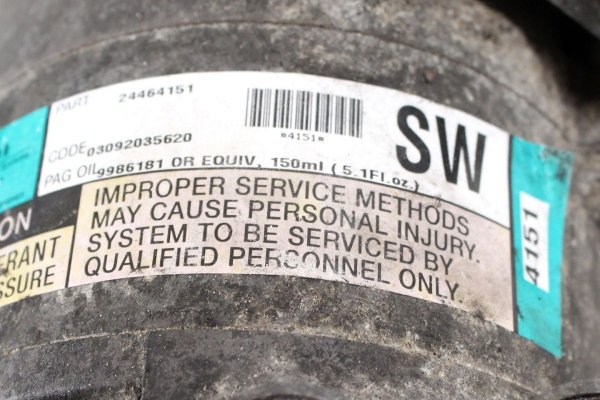 PART 24464151
CODE 03092035620
*4151*
SW
PAG OIL 9986181 OR EQUIV, 150ml (5.1Fl.oz.)
IMPROPER SERVICE METHODS
MAY CAUSE PERSONAL INJURY.
SYSTEM TO BE SERVICED BY
QUALIFIED PERSONNEL ONLY.
4151
ON
ERANT
SSURE